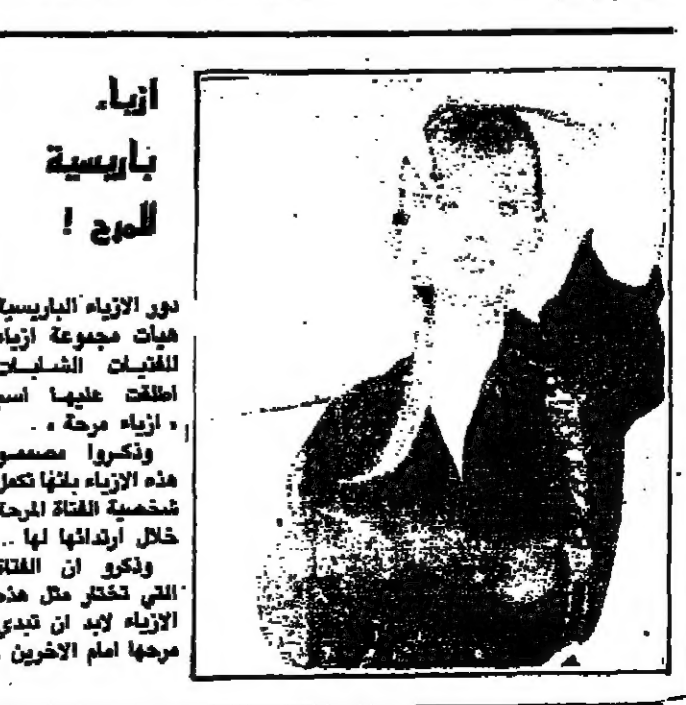 ازياء
باريسية
للمرح !
دور الازياء الباريسية
هيات مجموعة ازياء
للفتيات الشابات
اطلقت عليها اسم
« ازياء مرحة » .
وذكروا مصممو
هذه الازياء بانها تكمل
شخصية الفتاة المرحة
خلال ارتدائها لها ..
وذكرو ان الفتاة
التي تختار مثل هذه
الازياء لابد ان تبدي
مرحها امام الاخرين .